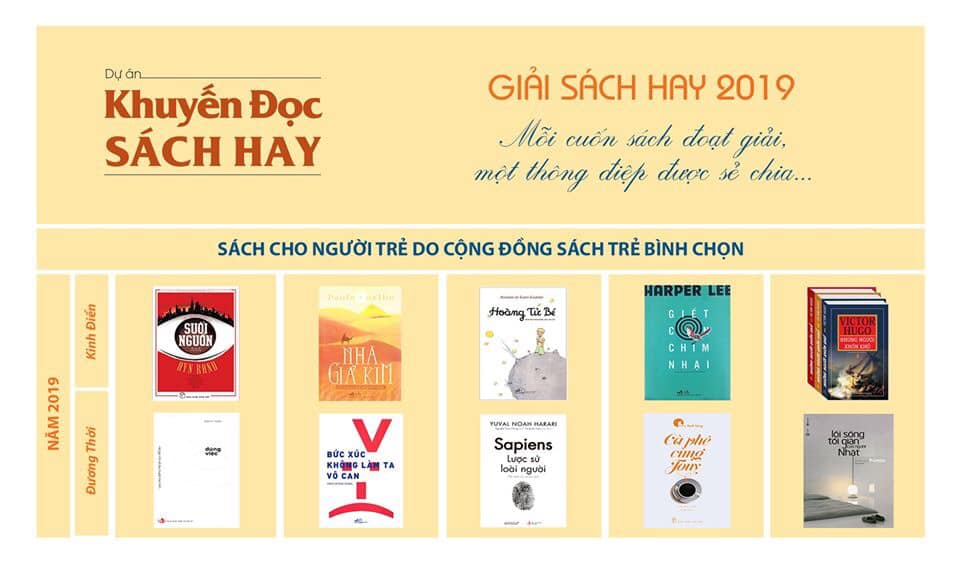 Dự án
Khuyến Đọc
SÁCH HAY
GIẢI SÁCH HAY 2019
Mỗi cuốn sách đoạt giải,
một thông điệp được sẻ chia...
SÁCH CHO NGƯỜI TRẺ DO CỘNG ĐỒNG SÁCH TRẺ BÌNH CHỌN
NĂM 2019
Kinh Điển
SUỐI
NGUỒN
AYN RAND
Paulo Coelho
NHÀ
GIẢ KIM
Hoàng Tử Bé
HARPER LEE
GIẾT
CON
CHIM
NHẠI
VICTOR
HUGO
NHỮNG NGƯỜI
KHỐN KHỔ
Đương Thời
đúng
việc
BỨC XÚC
KHÔNG LÀM TA
VÔ CAN
YUVAL NOAH HARARI
Sapiens
Lược sử
loài người
Cà phê
cùng
Tony
lối sống
tối giản
của người
Nhật